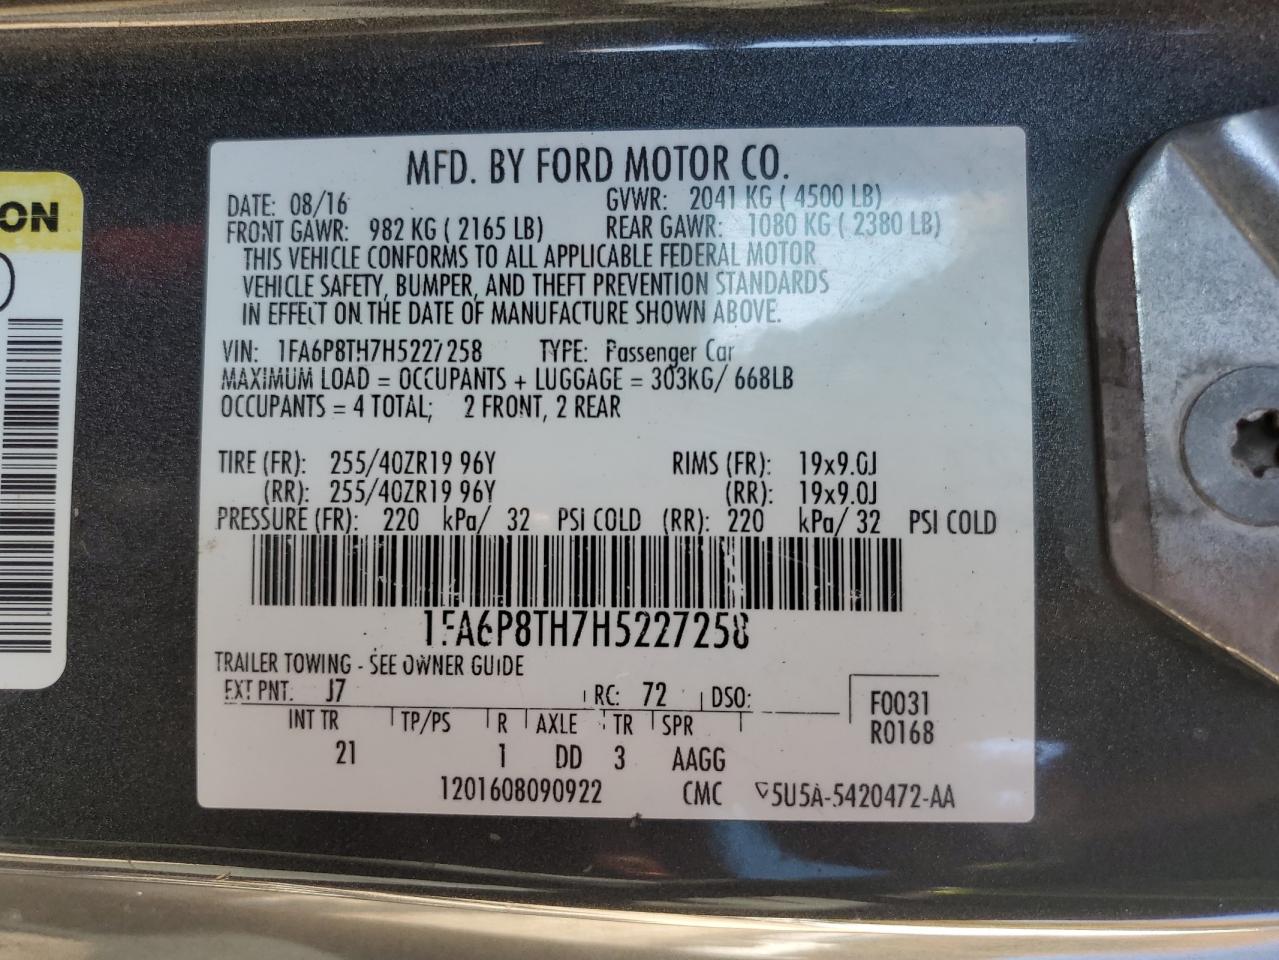 ON
MFD. BY FORD MOTOR CO.
DATE: 08/16 GVWR: 2041 KG ( 4500 LB)
FRONT GAWR: 982 KG ( 2165 LB) REAR GAWR: 1080 KG ( 2380 LB)
THIS VEHICLE CONFORMS TO ALL APPLICABLE FEDERAL MOTOR
VEHICLE SAFETY, BUMPER, AND THEFT PREVENTION STANDARDS
IN EFFECT ON THE DATE OF MANUFACTURE SHOWN ABOVE.
VIN: 1FA6P8TH7H5227258 TYPE: Passenger Car
MAXIMUM LOAD = OCCUPANTS + LUGGAGE = 303KG/ 668LB
OCCUPANTS = 4 TOTAL; 2 FRONT, 2 REAR
TIRE (FR): 255/40ZR19 96Y RIMS (FR): 19x9.0J
(RR): 255/40ZR19 96Y (RR): 19x9.0J
PRESSURE (FR): 220 kPa/ 32 PSI COLD (RR): 220 kPa/ 32 PSI COLD
1FA6P8TH7H5227258
TRAILER TOWING - SEE OWNER GUIDE
EXT PNT: J7 RC: 72 DSO: F0031
INT TR TP/PS R AXLE TR SPR R0168
21 1 DD 3 AAGG
1201608090922 CMC 5U5A-5420472-AA